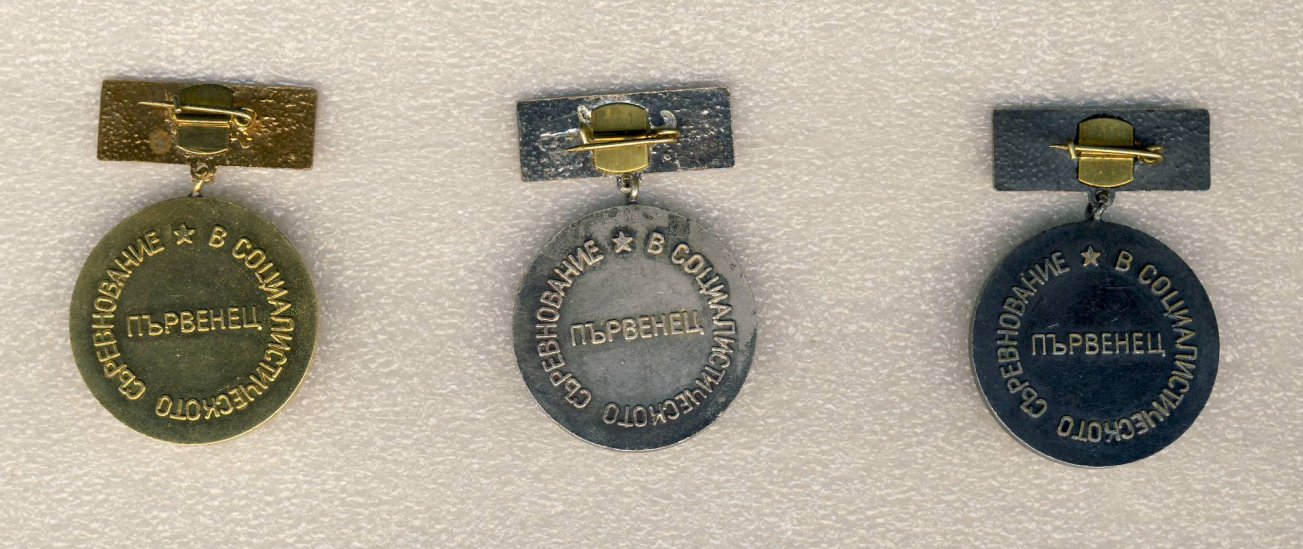 ★ В СОЦИАЛИСТИЧЕСКОТО СЪРЕВНОВАНИЕ
ПЪРВЕНЕЦ
★ В СОЦИАЛИСТИЧЕСКОТО СЪРЕВНОВАНИЕ
ПЪРВЕНЕЦ
★ В СОЦИАЛИСТИЧЕСКОТО СЪРЕВНОВАНИЕ
ПЪРВЕНЕЦ